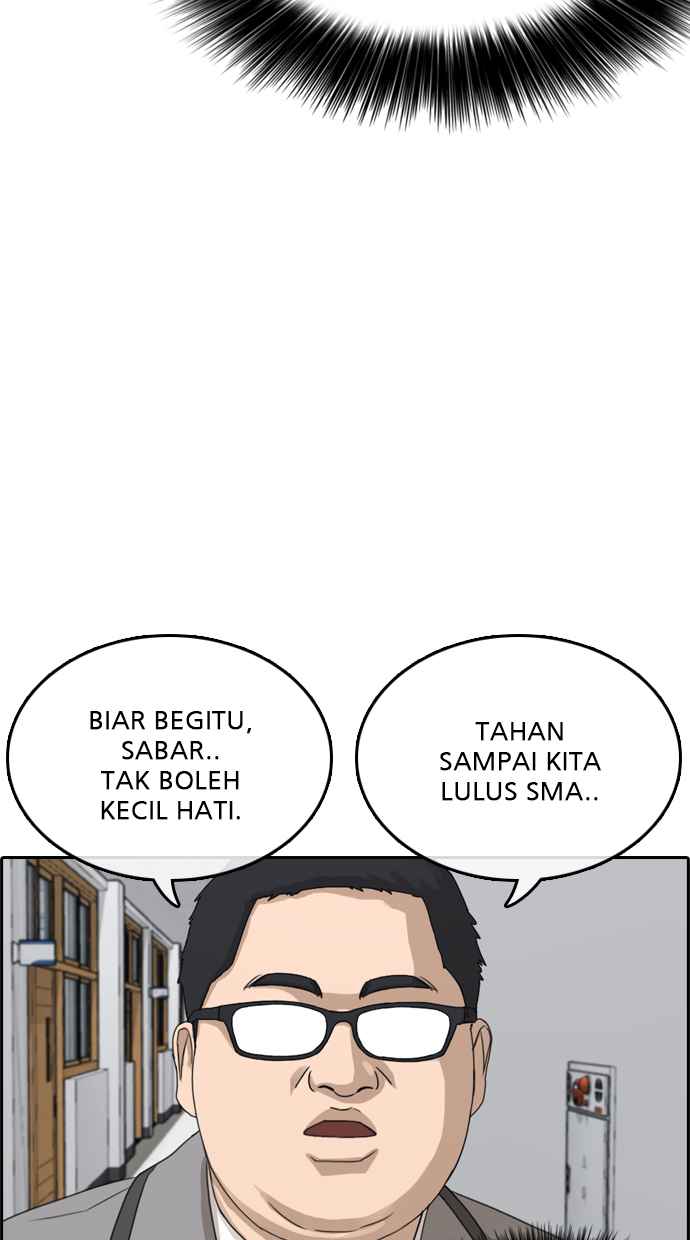 BIAR BEGITU,
SABAR..
TAK BOLEH
KECIL HATI.
TAHAN
SAMPAI KITA
LULUS SMA..